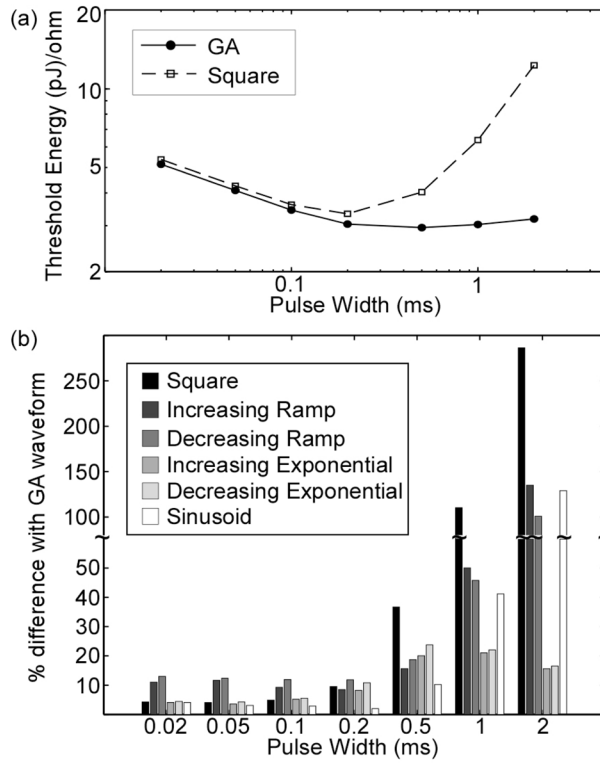 (a)
20
10
5
2
Threshold Energy (pJ)/ohm
GA
Square
0.1
1
Pulse Width (ms)
(b)
250
200
150
100
50
40
30
20
10
% difference with GA waveform
Square
Increasing Ramp
Decreasing Ramp
Increasing Exponential
Decreasing Exponential
Sinusoid
~ ~ ~~ ~ ~
0.02 0.05 0.1 0.2 0.5 1 2
Pulse Width (ms)